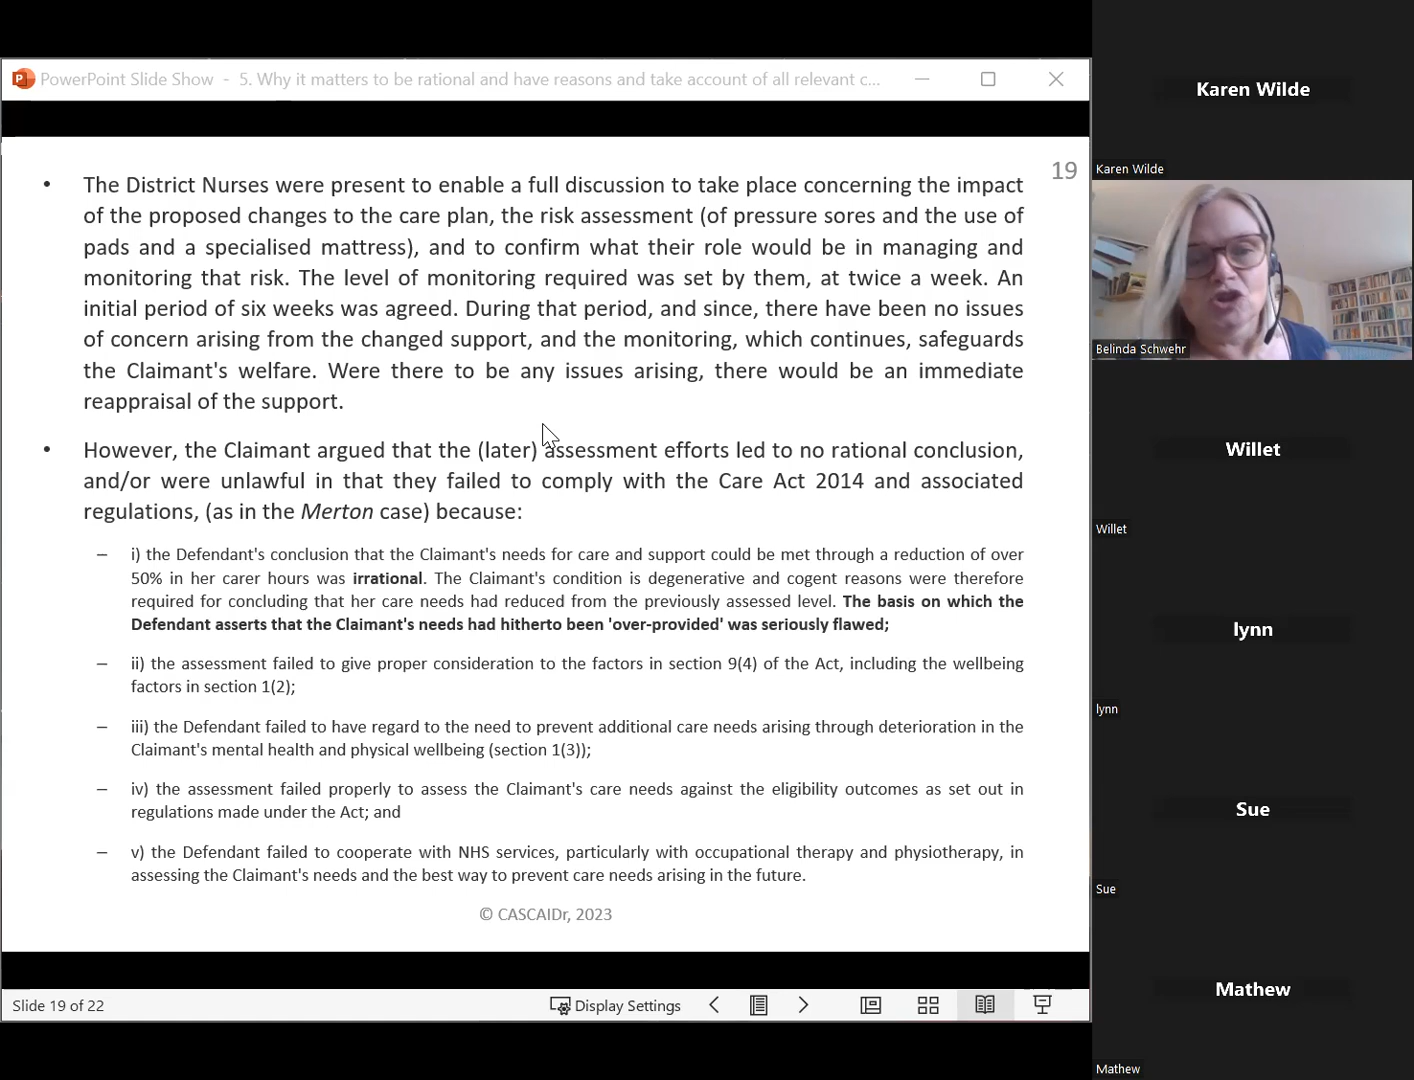 PowerPoint Slide Show - 5. Why it matters to be rational and have reasons and take account of all relevant c...
19
• The District Nurses were present to enable a full discussion to take place concerning the impact
of the proposed changes to the care plan, the risk assessment (of pressure sores and the use of
pads and a specialised mattress), and to confirm what their role would be in managing and
monitoring that risk. The level of monitoring required was set by them, at twice a week. An
initial period of six weeks was agreed. During that period, and since, there have been no issues
of concern arising from the changed support, and the monitoring, which continues, safeguards
the Claimant's welfare. Were there to be any issues arising, there would be an immediate
reappraisal of the support.
• However, the Claimant argued that the (later) assessment efforts led to no rational conclusion,
and/or were unlawful in that they failed to comply with the Care Act 2014 and associated
regulations, (as in the Merton case) because:
– i) the Defendant's conclusion that the Claimant's needs for care and support could be met through a reduction of over
50% in her carer hours was irrational. The Claimant's condition is degenerative and cogent reasons were therefore
required for concluding that her care needs had reduced from the previously assessed level. The basis on which the
Defendant asserts that the Claimant's needs had hitherto been 'over-provided' was seriously flawed;
– ii) the assessment failed to give proper consideration to the factors in section 9(4) of the Act, including the wellbeing
factors in section 1(2);
– iii) the Defendant failed to have regard to the need to prevent additional care needs arising through deterioration in the
Claimant's mental health and physical wellbeing (section 1(3));
– iv) the assessment failed properly to assess the Claimant's care needs against the eligibility outcomes as set out in
regulations made under the Act; and
– v) the Defendant failed to cooperate with NHS services, particularly with occupational therapy and physiotherapy, in
assessing the Claimant's needs and the best way to prevent care needs arising in the future.
© CASCAIDr, 2023
Slide 19 of 22
Display Settings
Karen Wilde
Karen Wilde
Belinda Schwehr
Willet
Willet
lynn
lynn
Sue
Sue
Mathew
Mathew